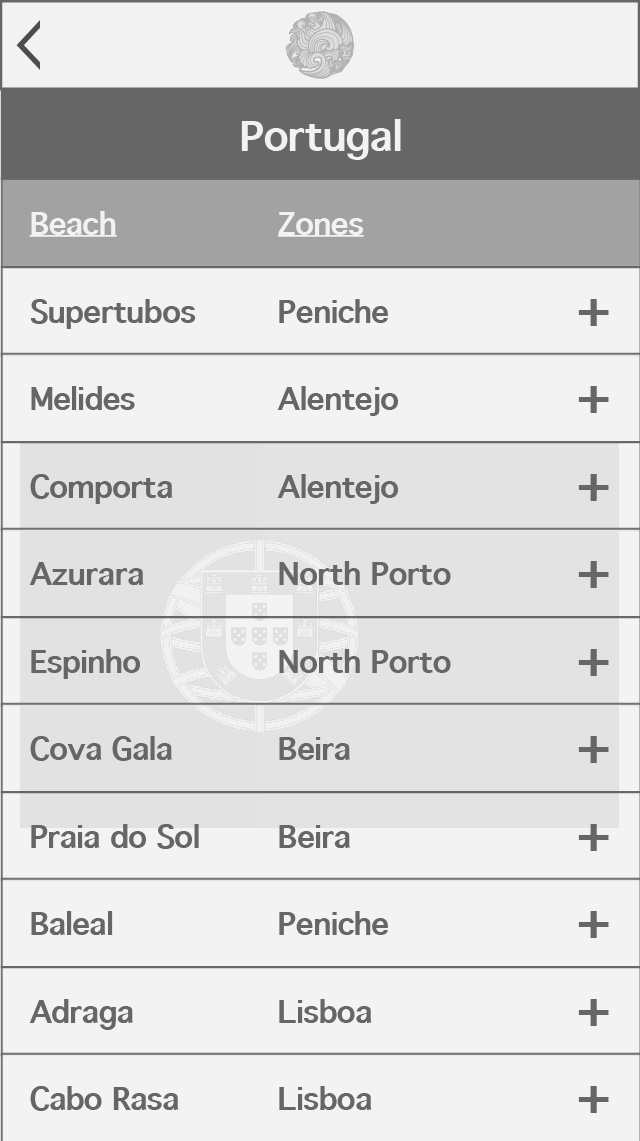 Portugal
Beach Zones
Supertubos Peniche +
Melides Alentejo +
Comporta Alentejo +
Azurara North Porto +
Espinho North Porto +
Cova Gala Beira +
Praia do Sol Beira +
Baleal Peniche +
Adraga Lisboa +
Cabo Rasa Lisboa +